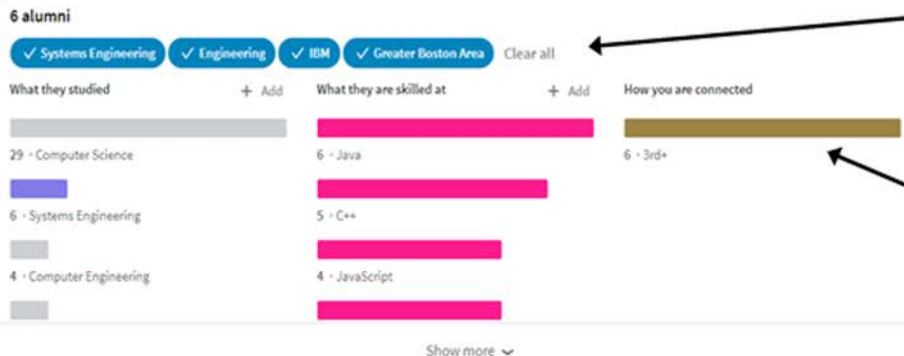 6 alumni
✓ Systems Engineering ✓ Engineering ✓ IBM ✓ Greater Boston Area Clear all
What they studied + Add
29 · Computer Science
6 · Systems Engineering
4 · Computer Engineering
What they are skilled at + Add
6 · Java
5 · C++
4 · JavaScript
How you are connected
6 · 3rd+
Show more